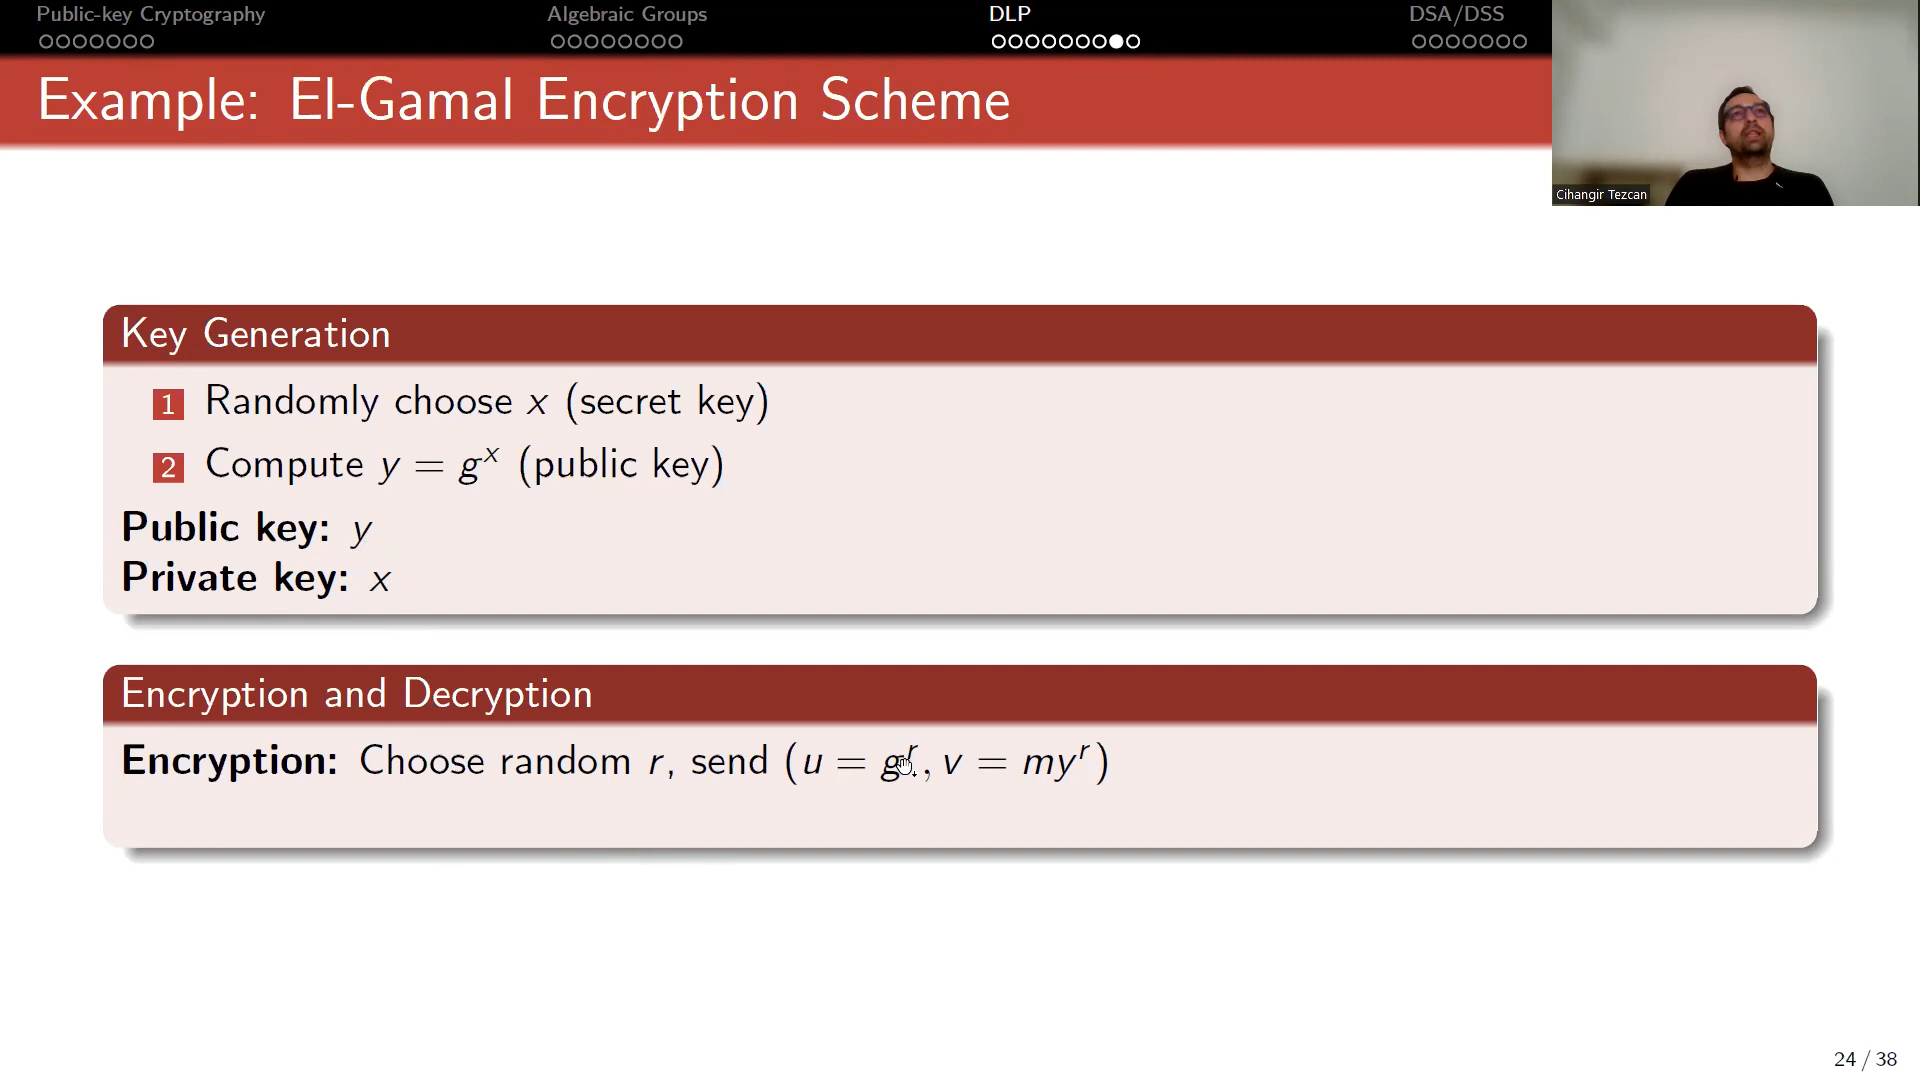 Public-key Cryptography
Algebraic Groups
DLP
DSA/DSS
Example: El-Gamal Encryption Scheme
Cihangir Tezcan
Key Generation
1 Randomly choose x (secret key)
2 Compute y = g^x (public key)
Public key: y
Private key: x
Encryption and Decryption
Encryption: Choose random r, send (u = g^r, v = my^r)
24 / 38